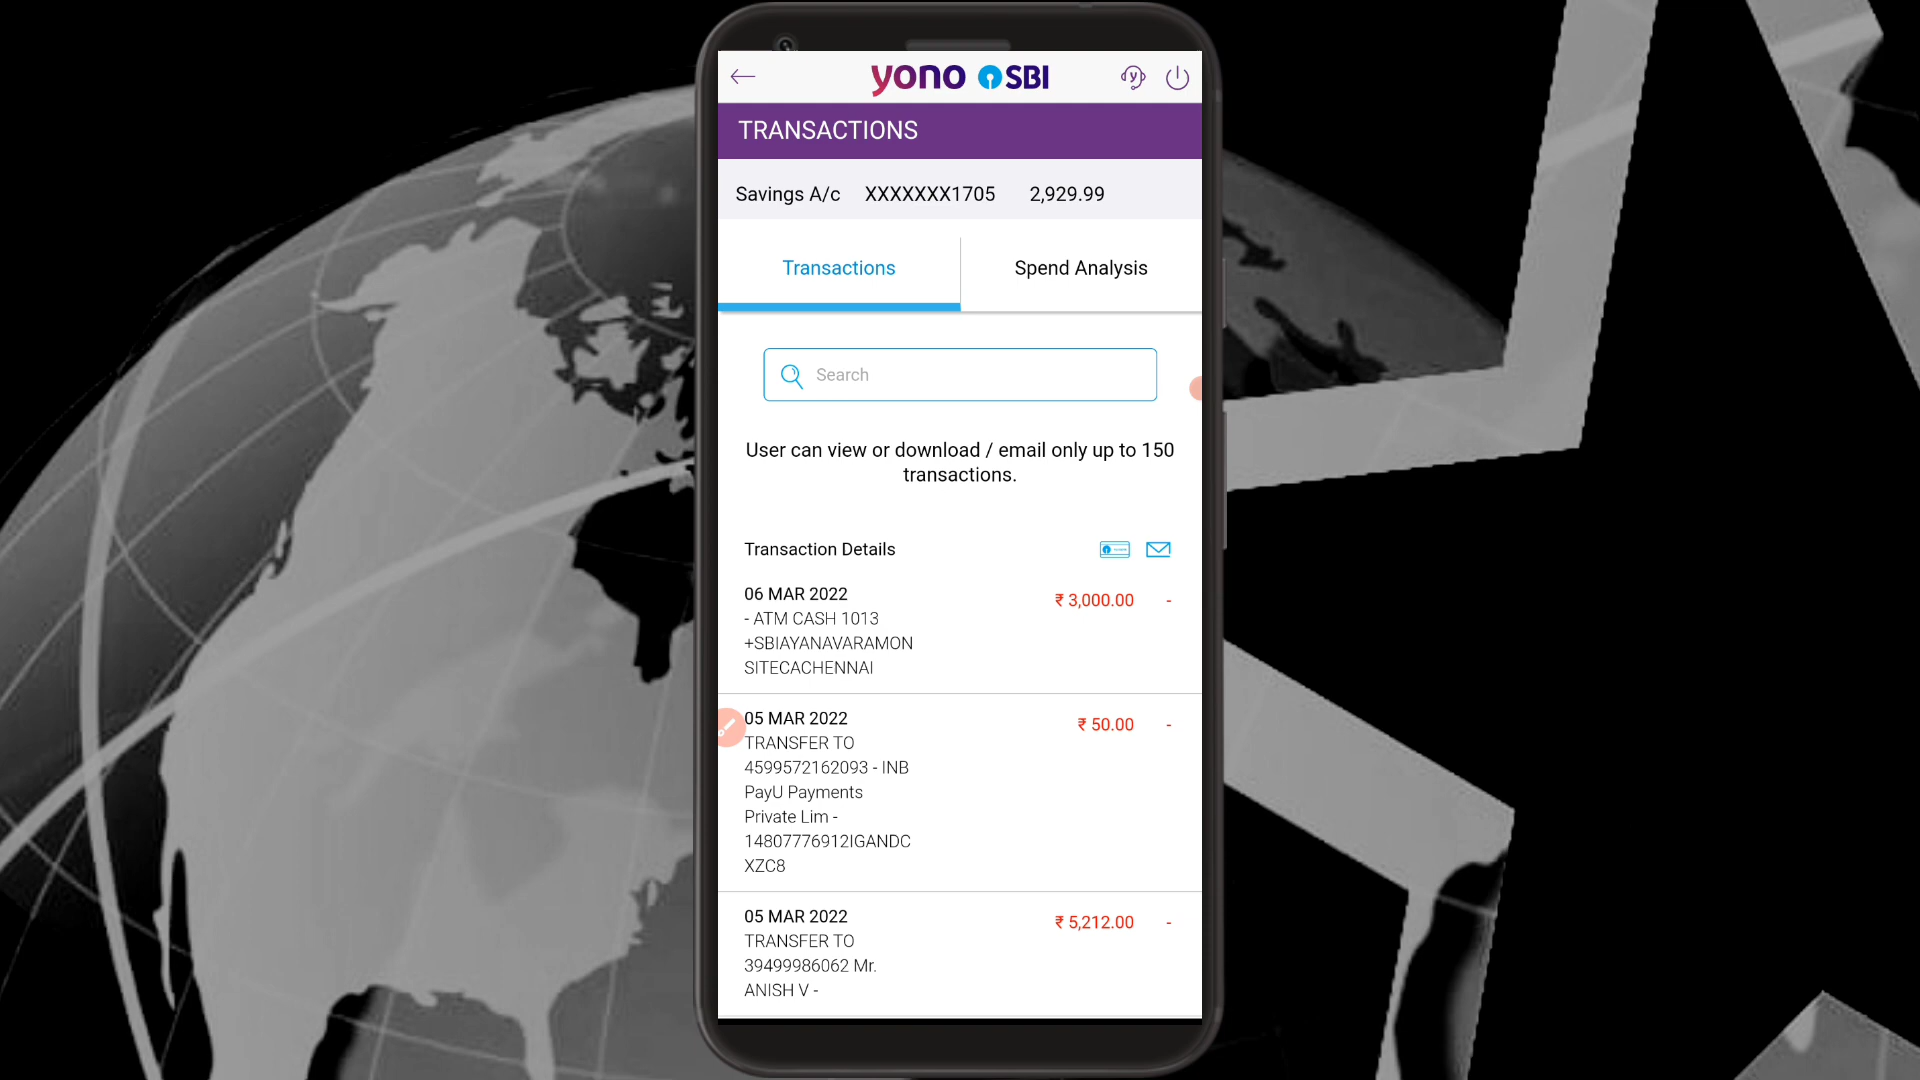 yono SBI
TRANSACTIONS
Savings A/c XXXXXXX1705 2,929.99
Transactions Spend Analysis
Search
User can view or download / email only up to 150
transactions.
Transaction Details
06 MAR 2022 ₹ 3,000.00 -
- ATM CASH 1013
+SBIAYANAVARAMON
SITECACHENNAI
05 MAR 2022 ₹ 50.00 -
TRANSFER TO
4599572162093 - INB
PayU Payments
Private Lim -
14807776912IGANDC
XZC8
05 MAR 2022 ₹ 5,212.00 -
TRANSFER TO
39499986062 Mr.
ANISH V -